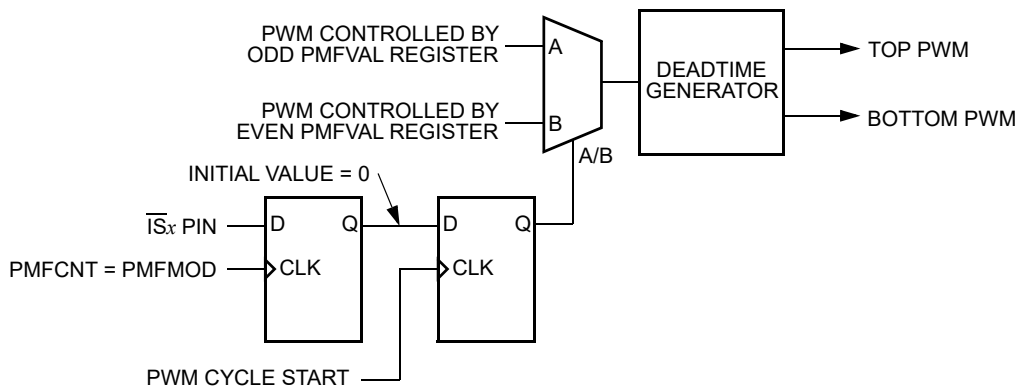 PWM CONTROLLED BY
ODD PMFVAL REGISTER
A
DEADTIME
GENERATOR
TOP PWM
PWM CONTROLLED BY
EVEN PMFVAL REGISTER
B
BOTTOM PWM
A/B
INITIAL VALUE = 0
ISx PIN
D
Q
D
Q
PMFCNT = PMFMOD
CLK
CLK
PWM CYCLE START